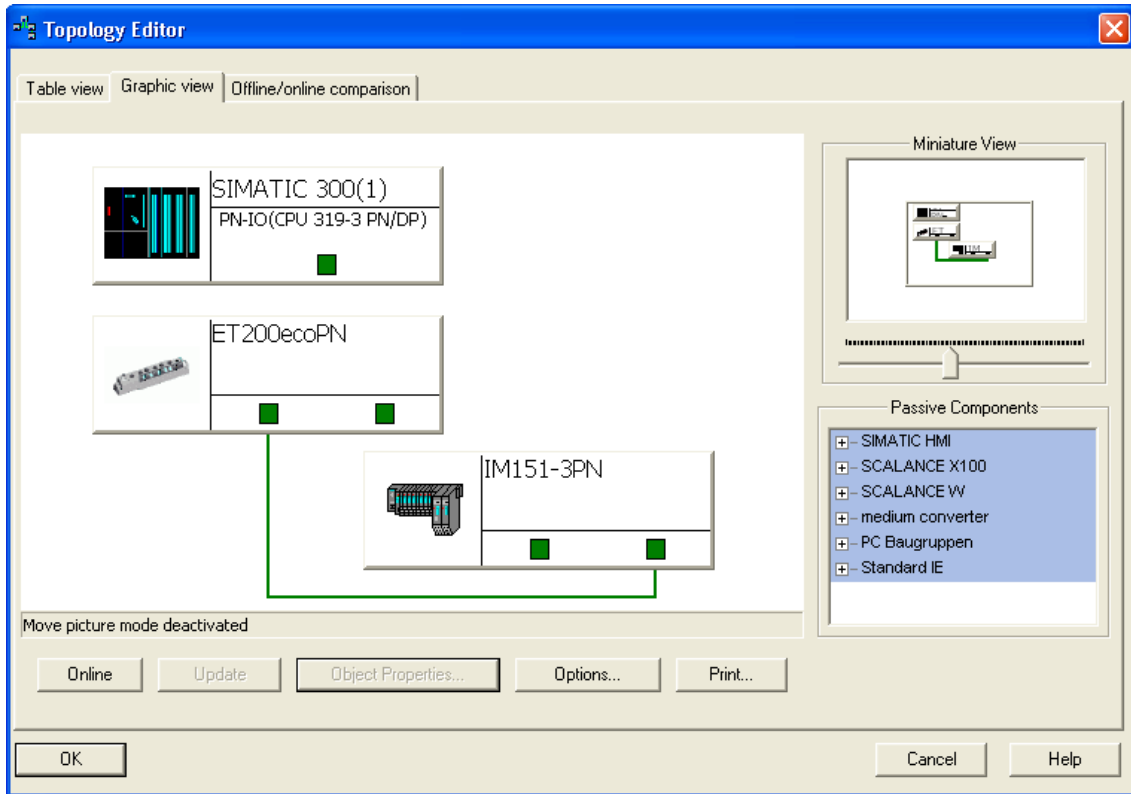 Topology Editor
Table view
Graphic view
Offline/online comparison
SIMATIC 300(1)
PN-IO(CPU 319-3 PN/DP)
ET200ecoPN
IM151-3PN
Move picture mode deactivated
Miniature View
ET
IM
Passive Components
SIMATIC HMI
SCALANCE X100
SCALANCE W
medium converter
PC Baugruppen
Standard IE
Online
Update
Object Properties...
Options...
Print...
OK
Cancel
Help